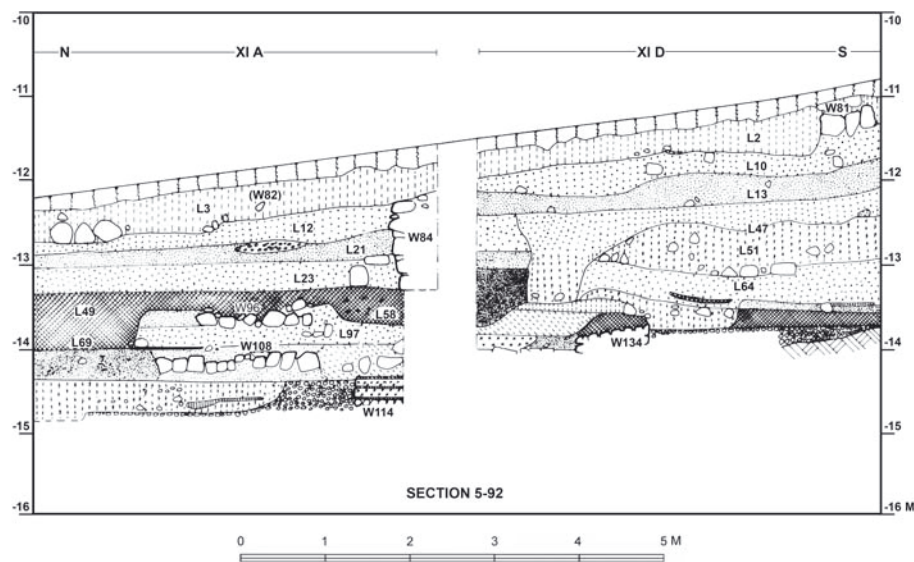 -10
-10
N XI A XI D S
-11
-11
W81
L2
L10
-12
-12
(W82)
L3
L13
L12
L47
W84
L21
L51
-13
-13
L23
L64
W96
L49
L58
L97
L69
W108
-14
-14
W134
W114
-15
-15
SECTION 5-92
-16
-16 M
0 1 2 3 4 5 M